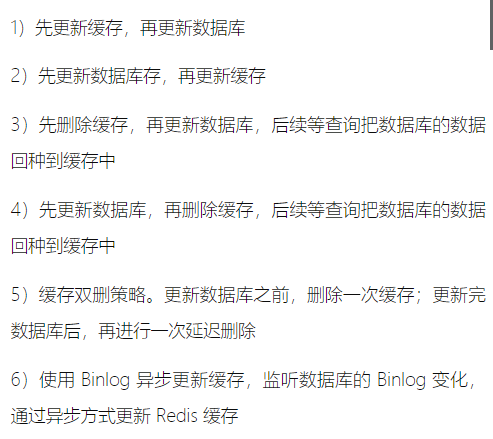 1）先更新缓存，再更新数据库
2）先更新数据库存，再更新缓存
3）先删除缓存，再更新数据库，后续等查询把数据库的数据
回种到缓存中
4）先更新数据库，再删除缓存，后续等查询把数据库的数据
回种到缓存中
5）缓存双删策略。更新数据库之前，删除一次缓存；更新完
数据库后，再进行一次延迟删除
6）使用 Binlog 异步更新缓存，监听数据库的 Binlog 变化，
通过异步方式更新 Redis 缓存